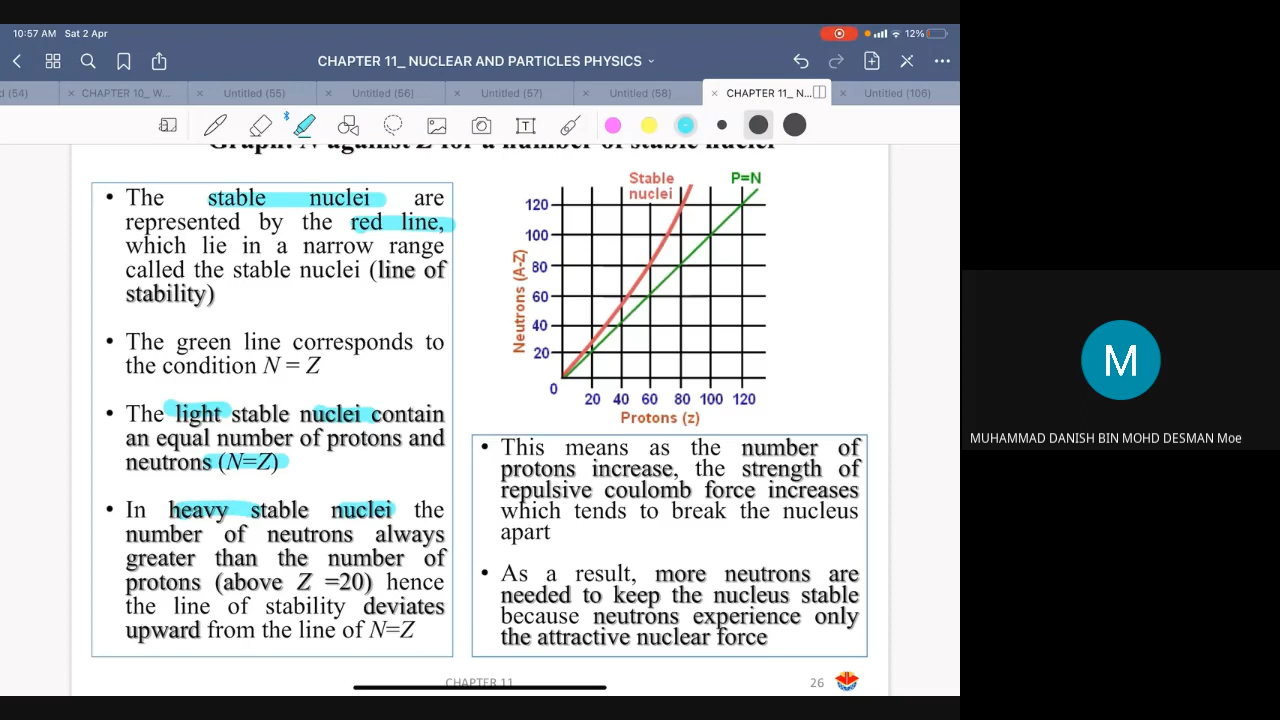 10:57 AM Sat 2 Apr
12%
CHAPTER 11_ NUCLEAR AND PARTICLES PHYSICS
d (54)
CHAPTER 10_ W...
Untitled (55)
Untitled (56)
Untitled (57)
Untitled (58)
CHAPTER 11_ N...
Untitled (106)
Graph: N against Z for a number of stable nuclei
• The stable nuclei are
represented by the red line,
which lie in a narrow range
called the stable nuclei (line of
stability)
• The green line corresponds to
the condition N = Z
• The light stable nuclei contain
an equal number of protons and
neutrons (N=Z)
• In heavy stable nuclei the
number of neutrons always
greater than the number of
protons (above Z =20) hence
the line of stability deviates
upward from the line of N=Z
Stable
nuclei
P=N
120
100
80
60
40
20
0
Neutrons (A-Z)
20 40 60 80 100 120
Protons (z)
• This means as the number of
protons increase, the strength of
repulsive coulomb force increases
which tends to break the nucleus
apart
• As a result, more neutrons are
needed to keep the nucleus stable
because neutrons experience only
the attractive nuclear force
CHAPTER 11
26
M
MUHAMMAD DANISH BIN MOHD DESMAN Moe